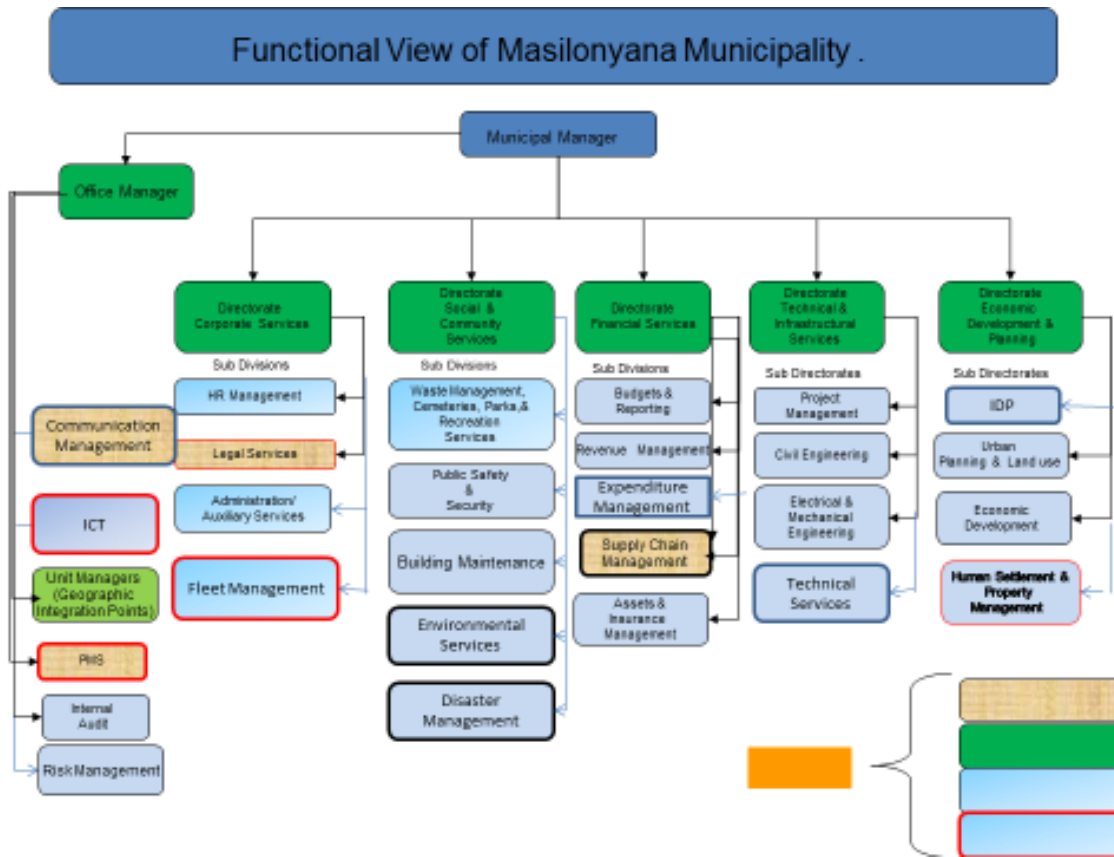 Functional View of Masilonyana Municipality .
Municipal Manager
Office Manager
Directorate
Corporate Services
Directorate
Social &
Community
Services
Directorate
Financial Services
Directorate
Technical &
Infrastructural
Services
Directorate
Economic
Development &
Planning
Sub Divisions
Sub Divisions
Sub Divisions
Sub Directorates
Sub Directorates
Communication
Management
ICT
Unit Managers
(Geographic
Integration Points)
PMS
Internal
Audit
Risk Management
HR Management
Legal Services
Administration/
Auxiliary Services
Fleet Management
Waste Management,
Cemeteries, Parks,&
Recreation
Services
Public Safety
&
Security
Building Maintenance
Environmental
Services
Disaster
Management
Budgets &
Reporting
Revenue Management
Expenditure
Management
Supply Chain
Management
Assets &
Insurance
Management
Project
Management
Civil Engineering
Electrical &
Mechanical
Engineering
Technical
Services
IDP
Urban
Planning & Land use
Economic
Development
Human Settlement &
Property
Management